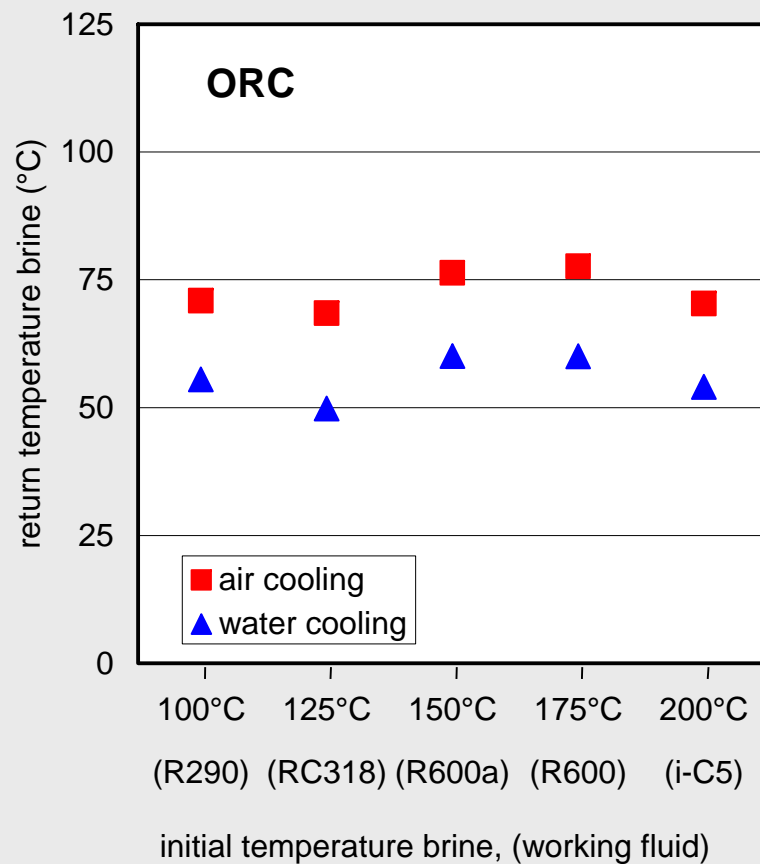 125
ORC
100
75
50
25
0
return temperature brine (°C)
air cooling
water cooling
100°C 125°C 150°C 175°C 200°C
(R290) (RC318) (R600a) (R600) (i-C5)
initial temperature brine, (working fluid)